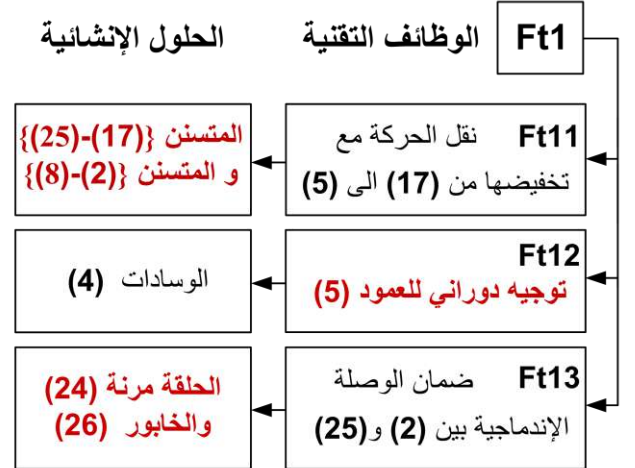 Ft1 الوظائف التقنية الحلول الإنشائية
Ft11 نقل الحركة مع
تخفيضها من (17) الى (5)
المتسنن {(17)-(25)}
و المتسنن {(2)-(8)}
Ft12
توجيه دوراني للعمود (5)
الوسادات (4)
Ft13 ضمان الوصلة
الإندماجية بين (2) و(25)
الحلقة مرنة (24)
والخابور (26)